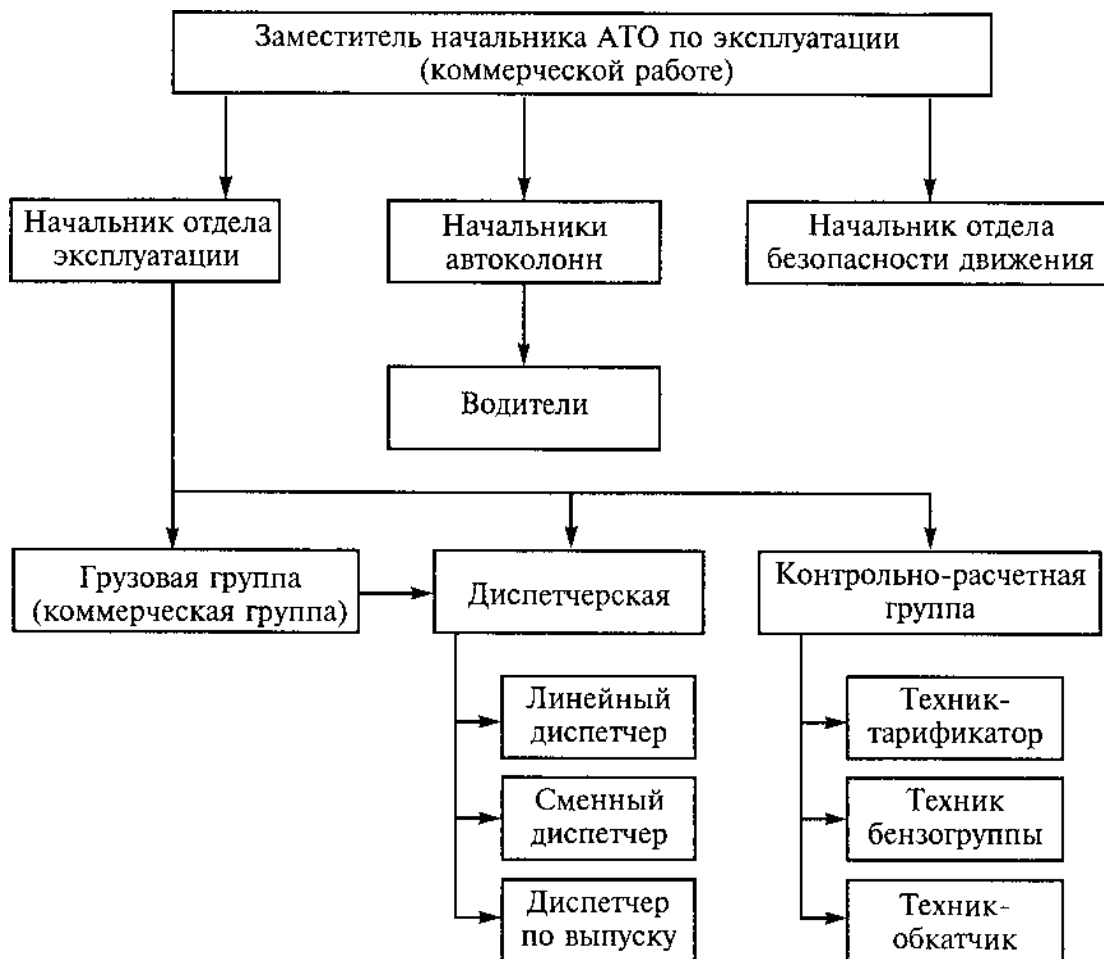 Заместитель начальника АТО по эксплуатации
(коммерческой работе)
Начальник отдела
эксплуатации
Начальники
автоколонн
Начальник отдела
безопасности движения
Водители
Грузовая группа
(коммерческая группа)
Диспетчерская
Контрольно-расчетная
группа
Линейный
диспетчер
Техник-
тарификатор
Сменный
диспетчер
Техник
бензогруппы
Диспетчер
по выпуску
Техник-
обкатчик